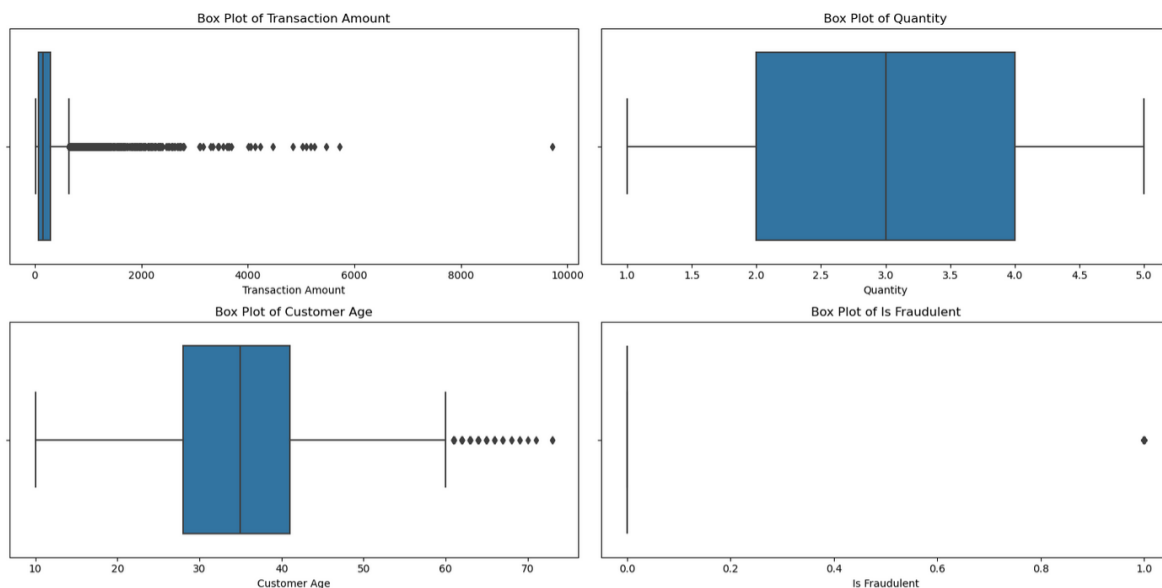 Box Plot of Transaction Amount
0 2000 4000 6000 8000 10000
Transaction Amount
Box Plot of Quantity
1.0 1.5 2.0 2.5 3.0 3.5 4.0 4.5 5.0
Quantity
Box Plot of Customer Age
10 20 30 40 50 60 70
Customer Age
Box Plot of Is Fraudulent
0.0 0.2 0.4 0.6 0.8 1.0
Is Fraudulent